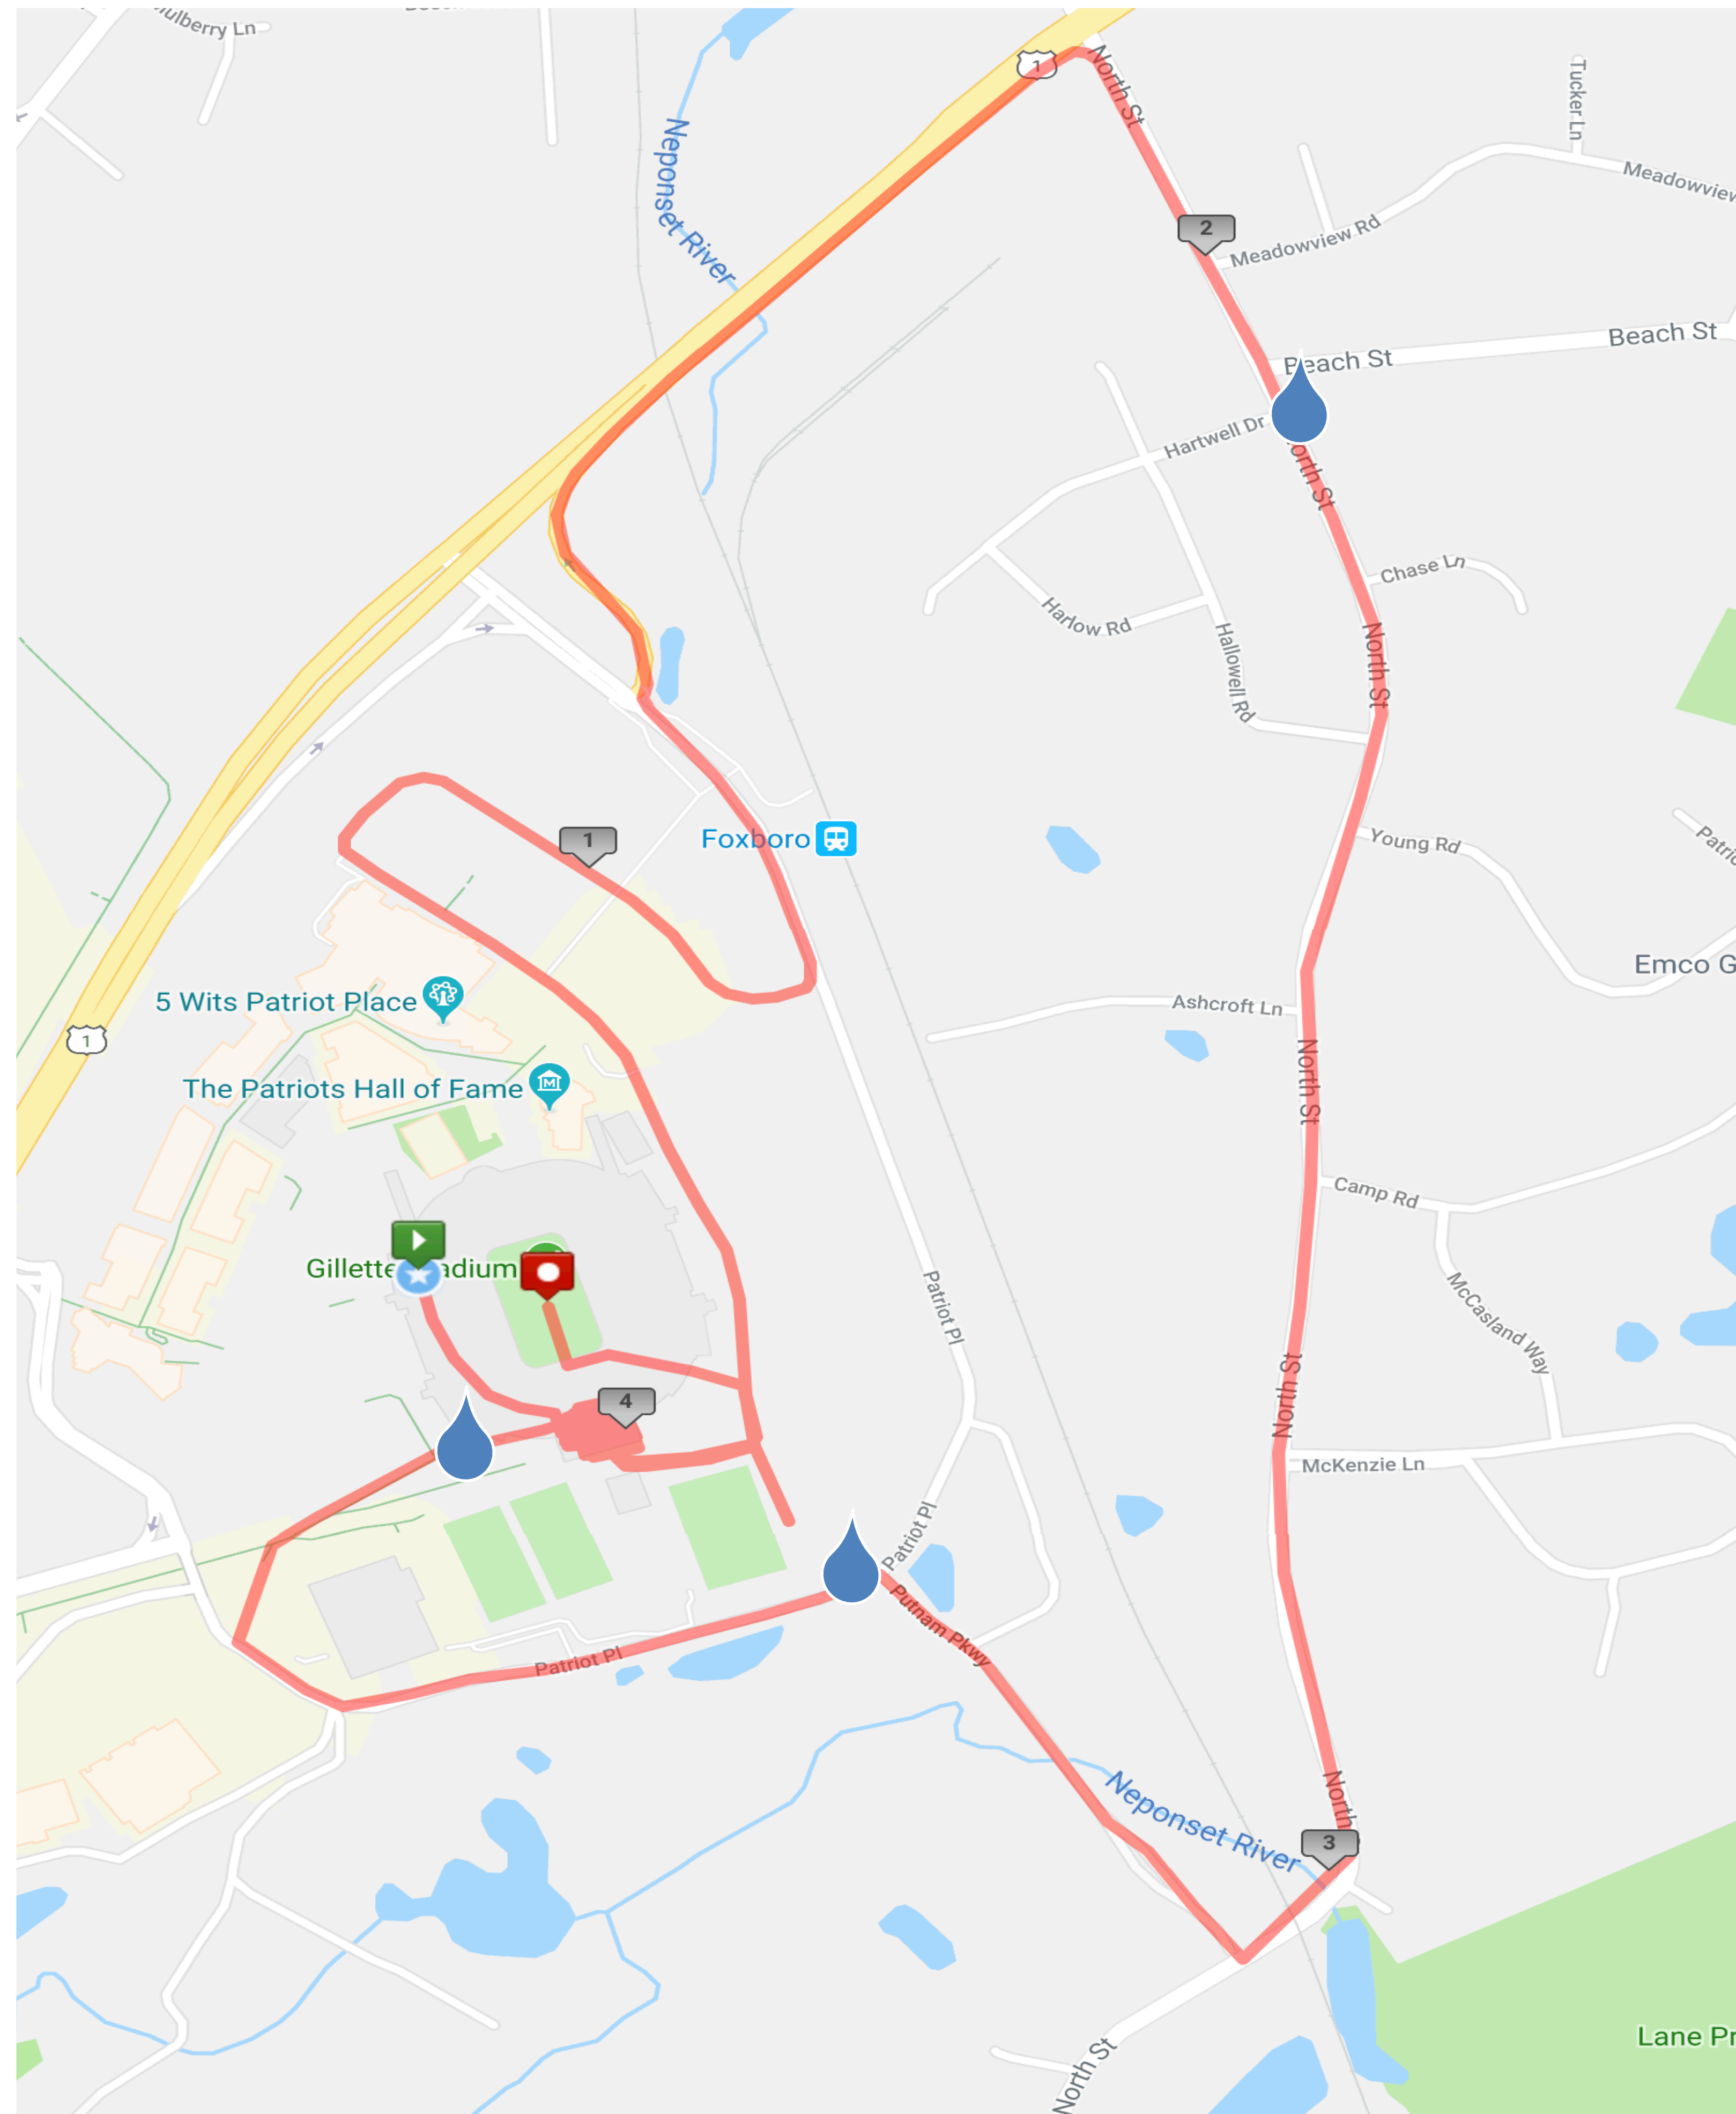 Mulberry Ln
1
North St
Tucker Ln
Neponset River
Meadowview
2
Meadowview Rd
Beach St
Beach St
Hartwell Dr
North St
Chase Ln
Harlow Rd
Hallowell Rd
North St
1
Foxboro
Young Rd
Patric
Emco G
5 Wits Patriot Place
Ashcroft Ln
1
North St
The Patriots Hall of Fame
Camp Rd
Gillette Stadium
Patriot Pl
McCasland Way
North St
4
McKenzie Ln
Patriot Pl
Putnam Pkwy
Patriot Pl
Neponset River
North
3
Lane Pr
North St